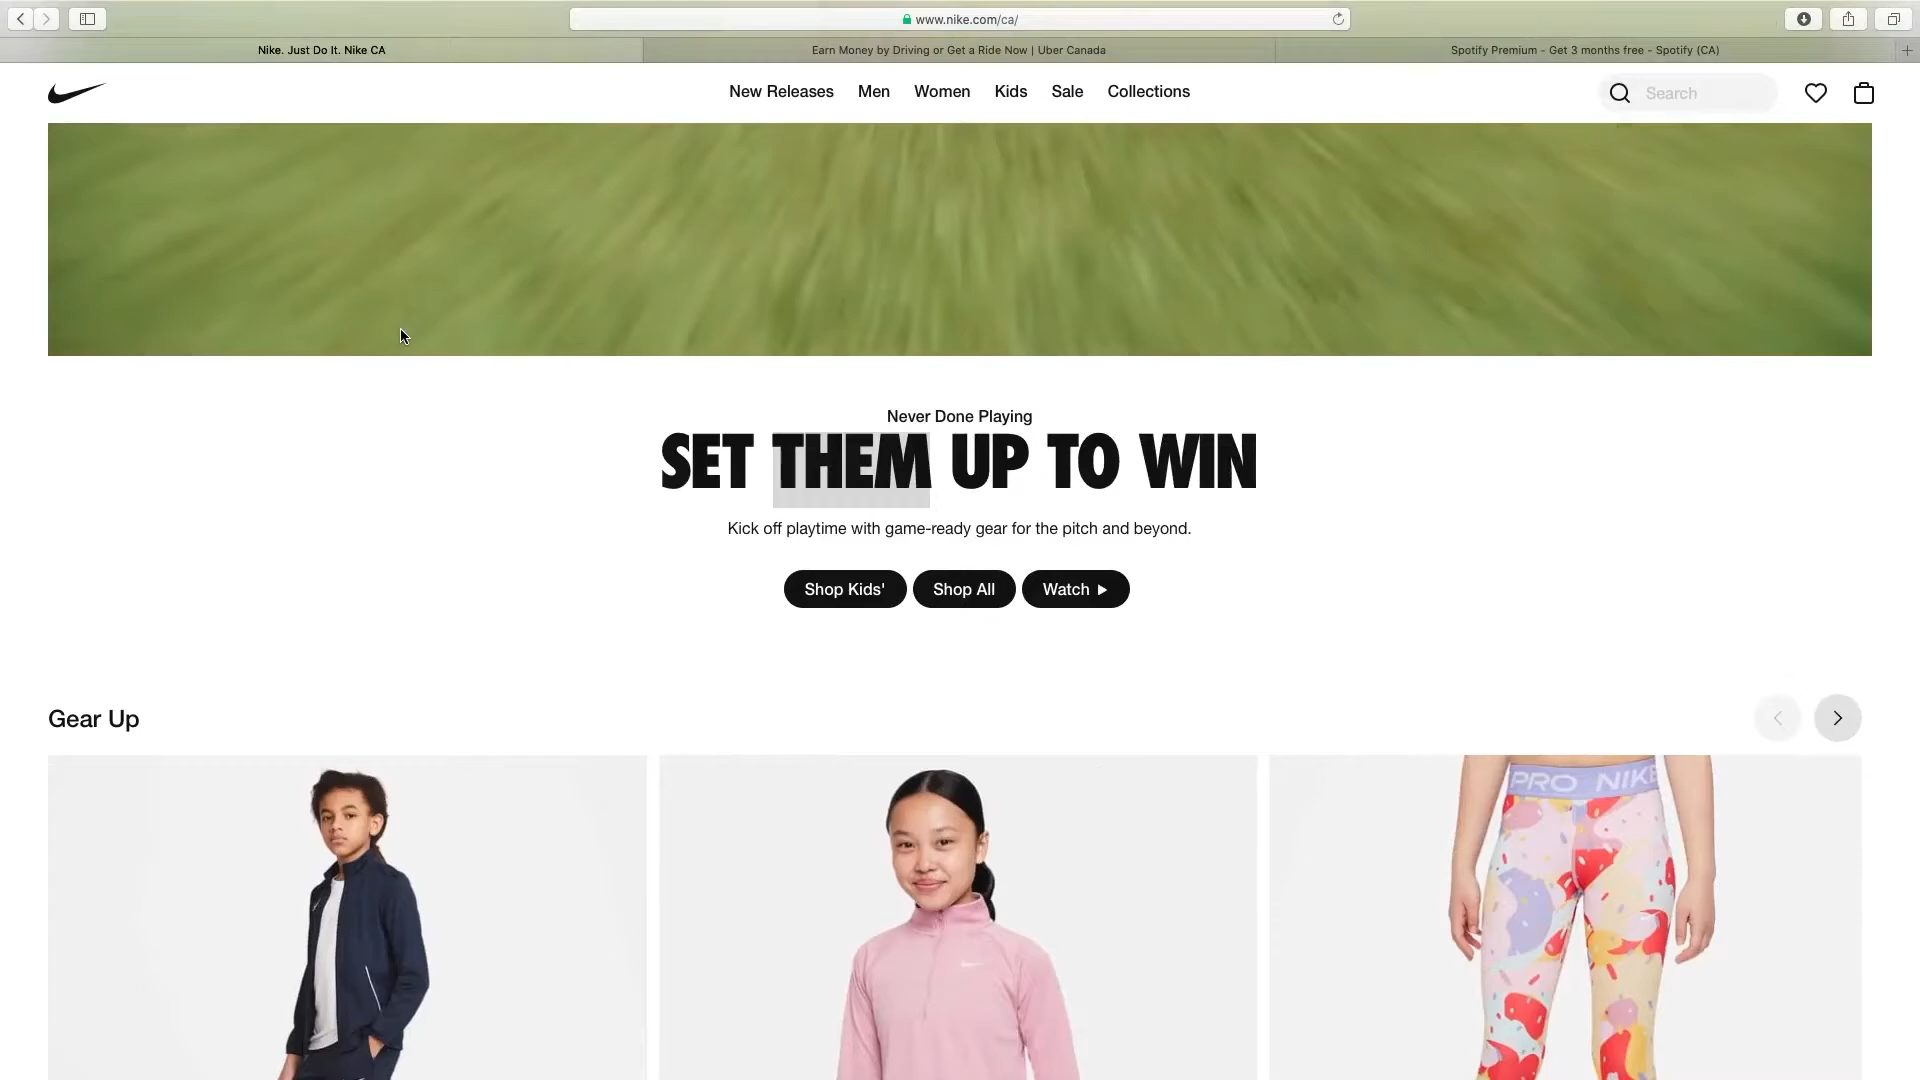 www.nike.com/ca/
Nike. Just Do It. Nike CA
Earn Money by Driving or Get a Ride Now | Uber Canada
Spotify Premium - Get 3 months free - Spotify (CA)
New Releases Men Women Kids Sale Collections
Search
Never Done Playing
SET THEM UP TO WIN
Kick off playtime with game-ready gear for the pitch and beyond.
Shop Kids' Shop All Watch
Gear Up
PRO NIKE